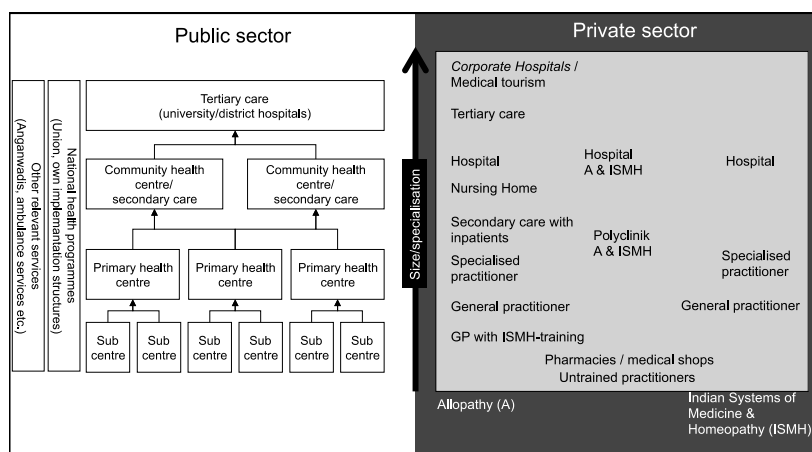 Public sector
Other relevant services
(Anganwadis, ambulance services etc.)
National health programmes
(Union, own implemantation structures)
Tertiary care
(university/district hospitals)
Community health
centre/
secondary care
Community health
centre/
secondary care
Primary health
centre
Primary health
centre
Primary health
centre
Sub
centre
Sub
centre
Sub
centre
Sub
centre
Sub
centre
Sub
centre
Size/specialisation
Private sector
Corporate Hospitals /
Medical tourism
Tertiary care
Hospital
Hospital
A & ISMH
Hospital
Nursing Home
Secondary care with
inpatients
Polyclinik
A & ISMH
Specialised
practitioner
Specialised
practitioner
General practitioner
General practitioner
GP with ISMH-training
Pharmacies / medical shops
Untrained practitioners
Allopathy (A)
Indian Systems of
Medicine &
Homeopathy (ISMH)